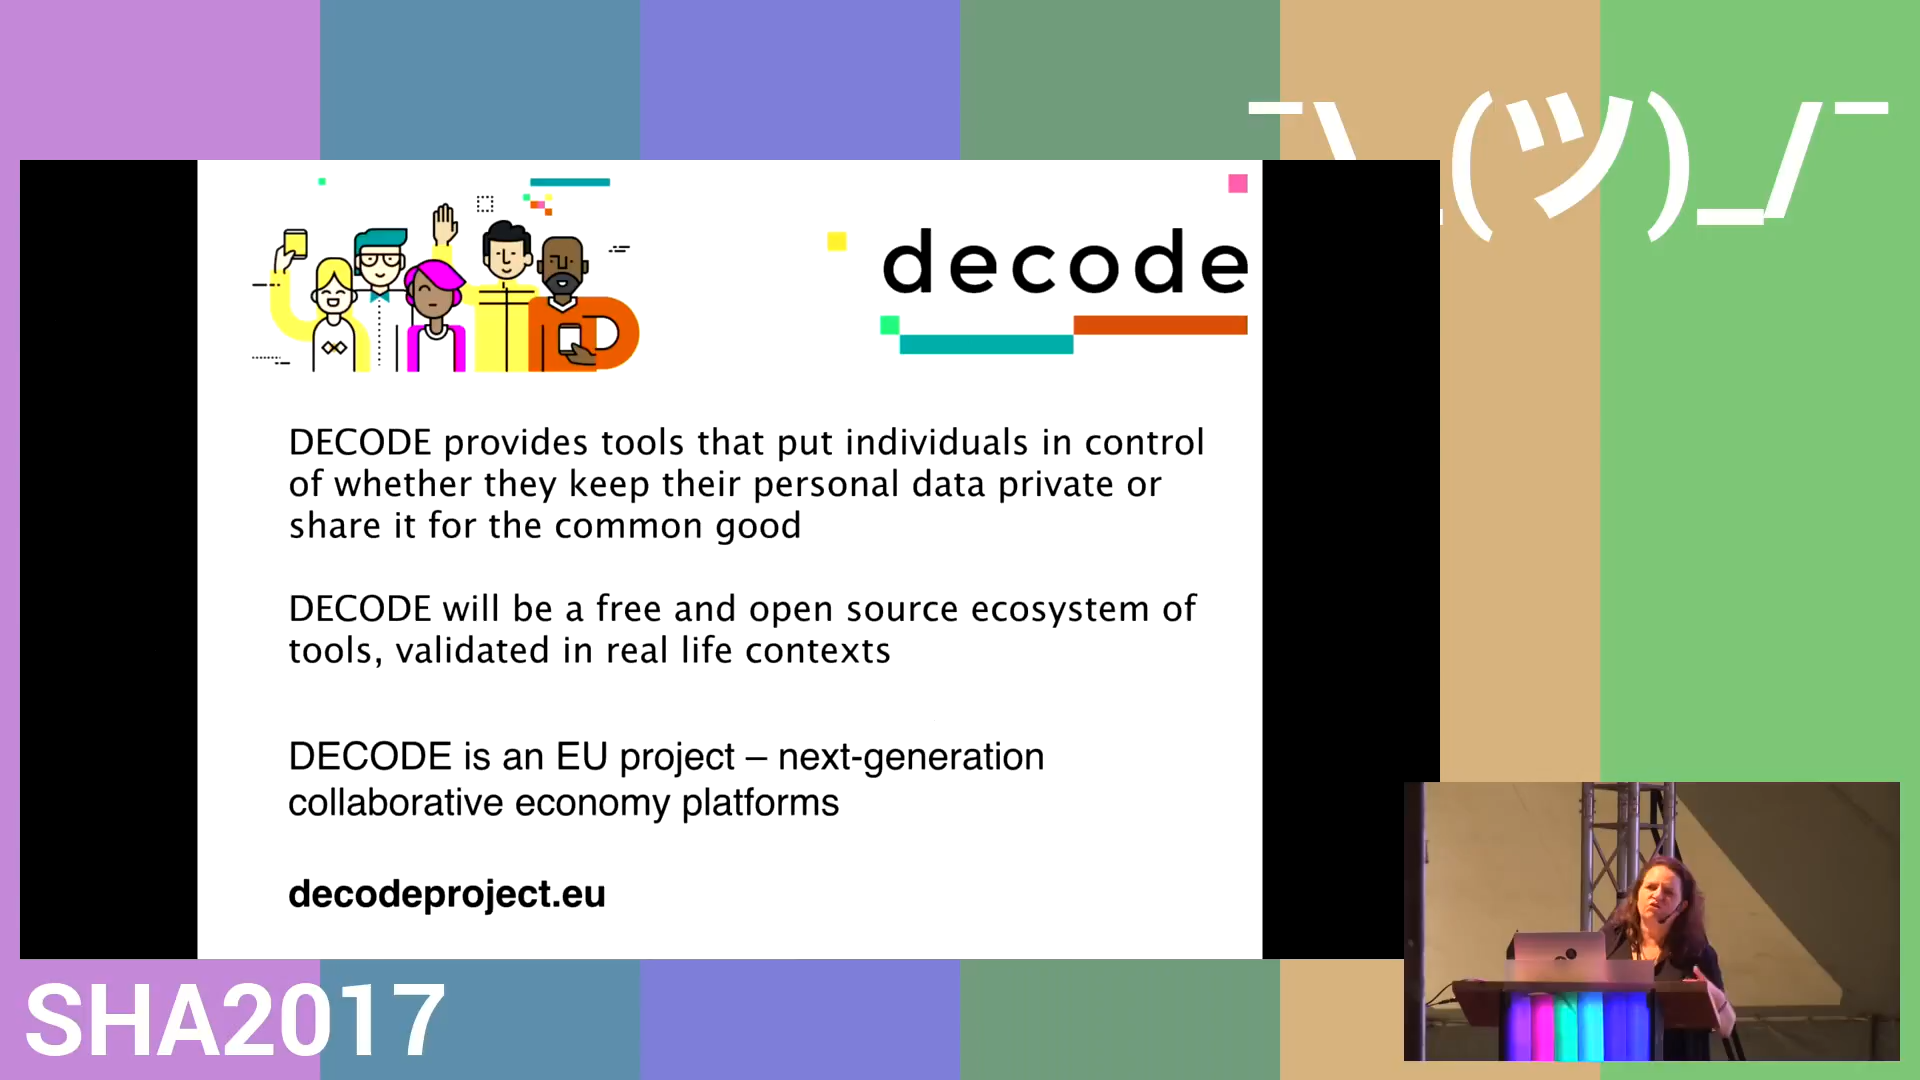 ¯\_(ツ)_/¯
decode
DECODE provides tools that put individuals in control
of whether they keep their personal data private or
share it for the common good
DECODE will be a free and open source ecosystem of
tools, validated in real life contexts
DECODE is an EU project – next-generation
collaborative economy platforms
decodeproject.eu
SHA2017